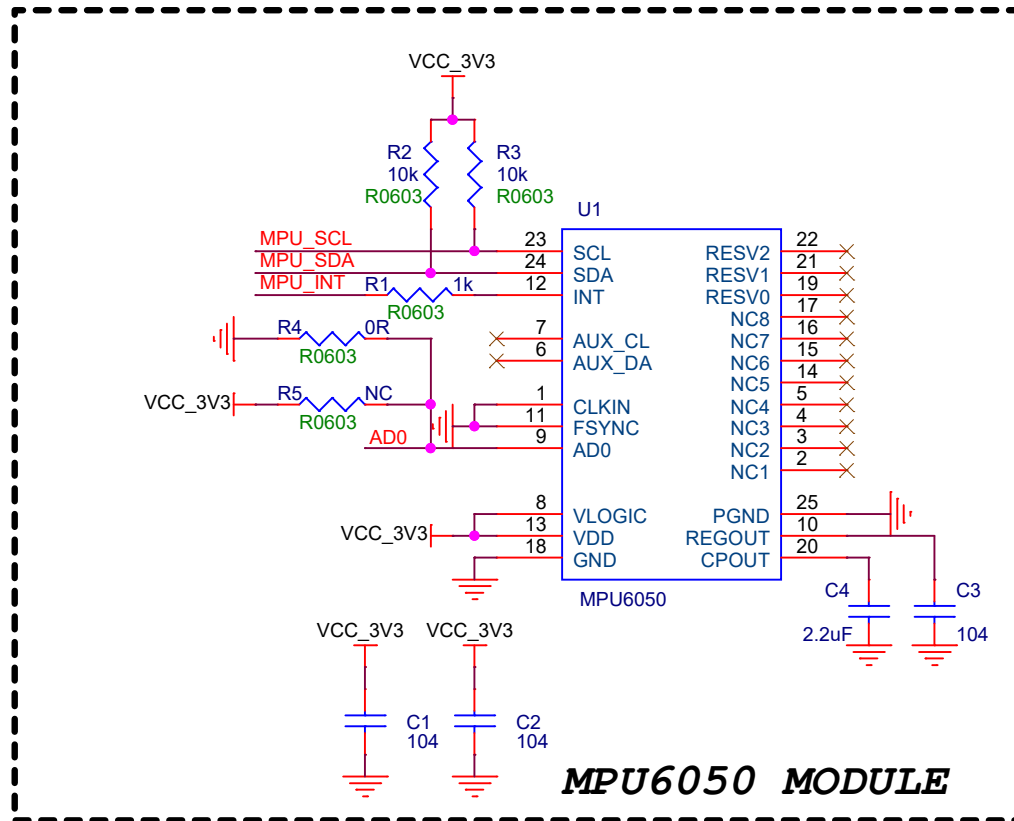 VCC_3V3
R2
10k
R0603
R3
10k
R0603
U1
MPU_SCL
MPU_SDA
MPU_INT
R1
1k
R0603
R4
0R
R0603
VCC_3V3
R5
NC
R0603
AD0
23
24
12
7
6
1
11
9
8
13
18
SCL
SDA
INT
AUX_CL
AUX_DA
CLKIN
FSYNC
AD0
VLOGIC
VDD
GND
VCC_3V3
RESV2
RESV1
RESV0
NC8
NC7
NC6
NC5
NC4
NC3
NC2
NC1
PGND
REGOUT
CPOUT
22
21
19
17
16
15
14
5
4
3
2
25
10
20
MPU6050
C4
2.2uF
C3
104
VCC_3V3
VCC_3V3
C1
104
C2
104
MPU6050 MODULE